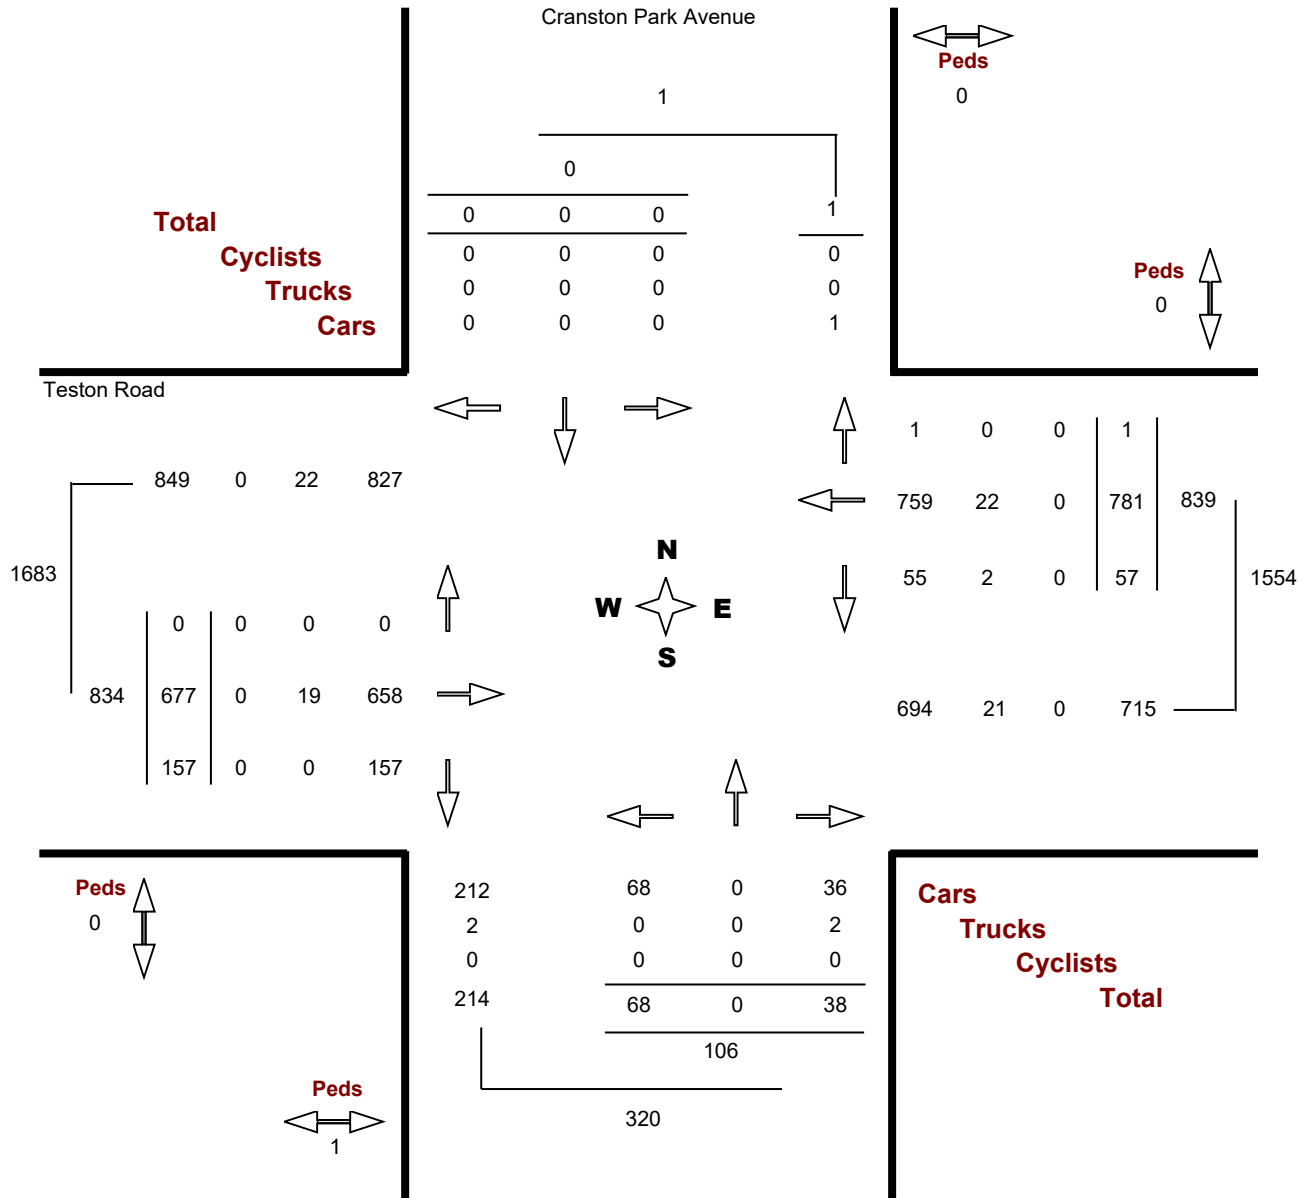 Cranston Park Avenue
Peds
0
1
0
Total 0 0 0 1
Cyclists 0 0 0 0
Trucks 0 0 0 0
Cars 0 0 0 1
Peds
0
Teston Road
1 0 0 1
849 0 22 827
759 22 0 781 839
N
1683
55 2 0 57 1554
W E
0 0 0 0
S
834 677 0 19 658
694 21 0 715
157 0 0 157
Peds
0
212 68 0 36
2 0 0 2
0 0 0 0
214 68 0 38
Cars
Trucks
Cyclists
Total
106
Peds
1
320